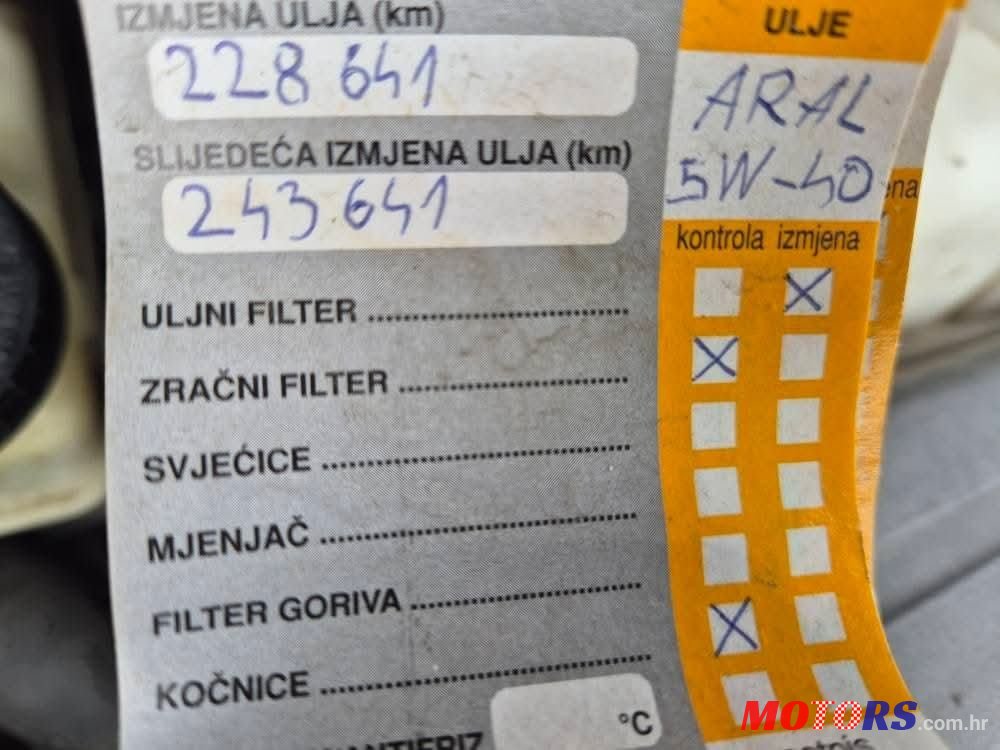 IZMJENA ULJA (km)
ULJE
228 641
ARAL
SLIJEDEĆA IZMJENA ULJA (km)
5W-40
243 641
kontrola izmjena
ULJNI FILTER
ZRAČNI FILTER
SVJEĆICE
MJENJAČ
FILTER GORIVA
KOČNICE
°C
MOTORS.com.hr